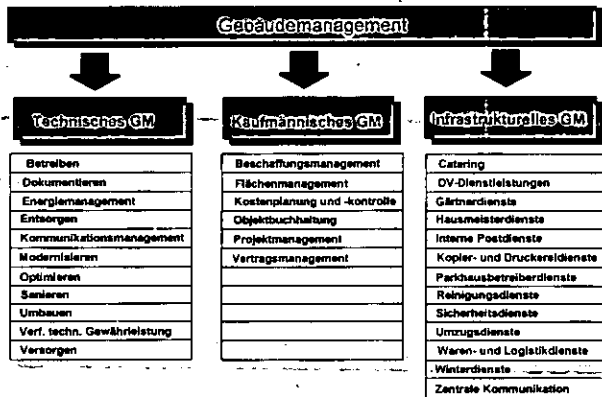 Gebäudemanagement
Technisches GM
Betreiben
Dokumentieren
Energiemanagement
Entsorgen
Kommunikationsmanagement
Modernisieren
Optimieren
Sanieren
Umbauen
Verf. techn. Gewährleistung
Versorgen
Kaufmännisches GM
Beschaffungsmanagement
Flächenmanagement
Kostenplanung und -kontrolle
Objektbuchhaltung
Projektmanagement
Vertragsmanagement
Infrastrukturelles GM
Catering
DV-Dienstleistungen
Gärtnerdienste
Hausmeisterdienste
Interne Postdienste
Kopier- und Druckereidienste
Parkhausbetreiberdienste
Reinigungsdienste
Sicherheitsdienste
Umzugsdienste
Waren- und Logistikdienste
Winterdienste
Zentrale Kommunikation